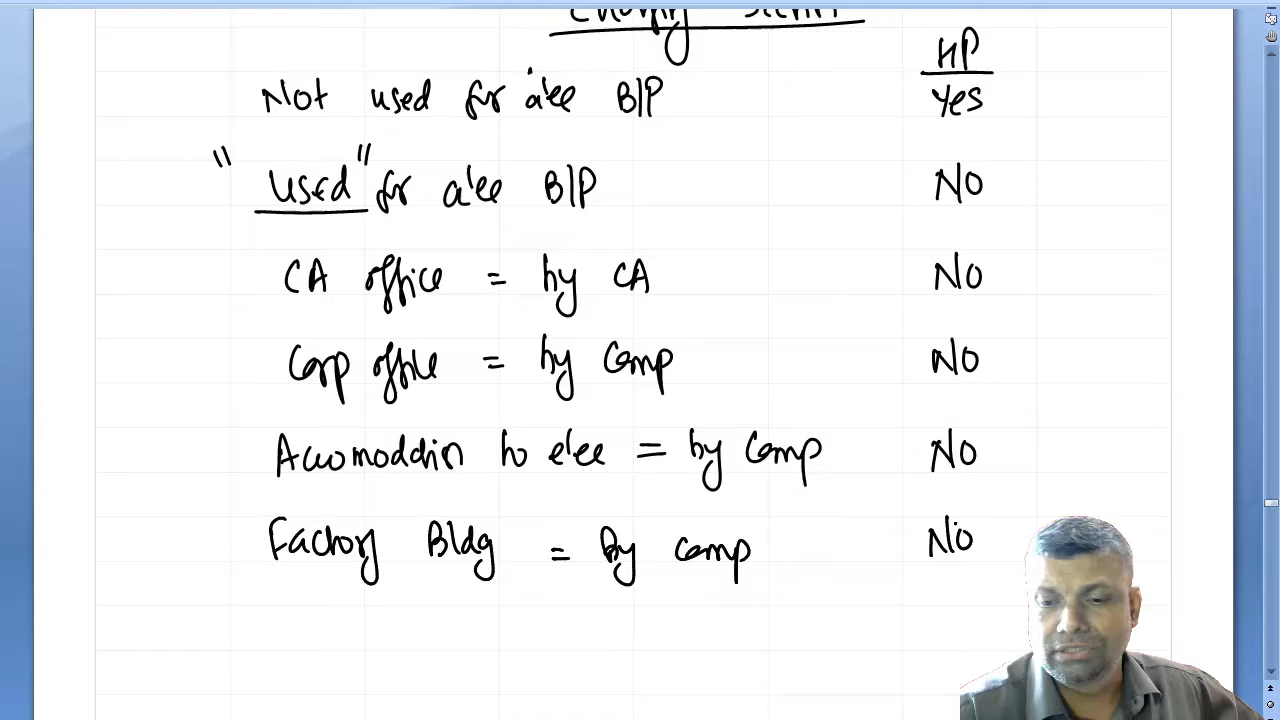 HP
Not used for a'ee B/P Yes
"Used" for a'ee B/P NO
CA office = by CA NO
Corp office = by Comp NO
Accomoddin to e'ee = by Comp NO
Factory Bldg = By comp NO